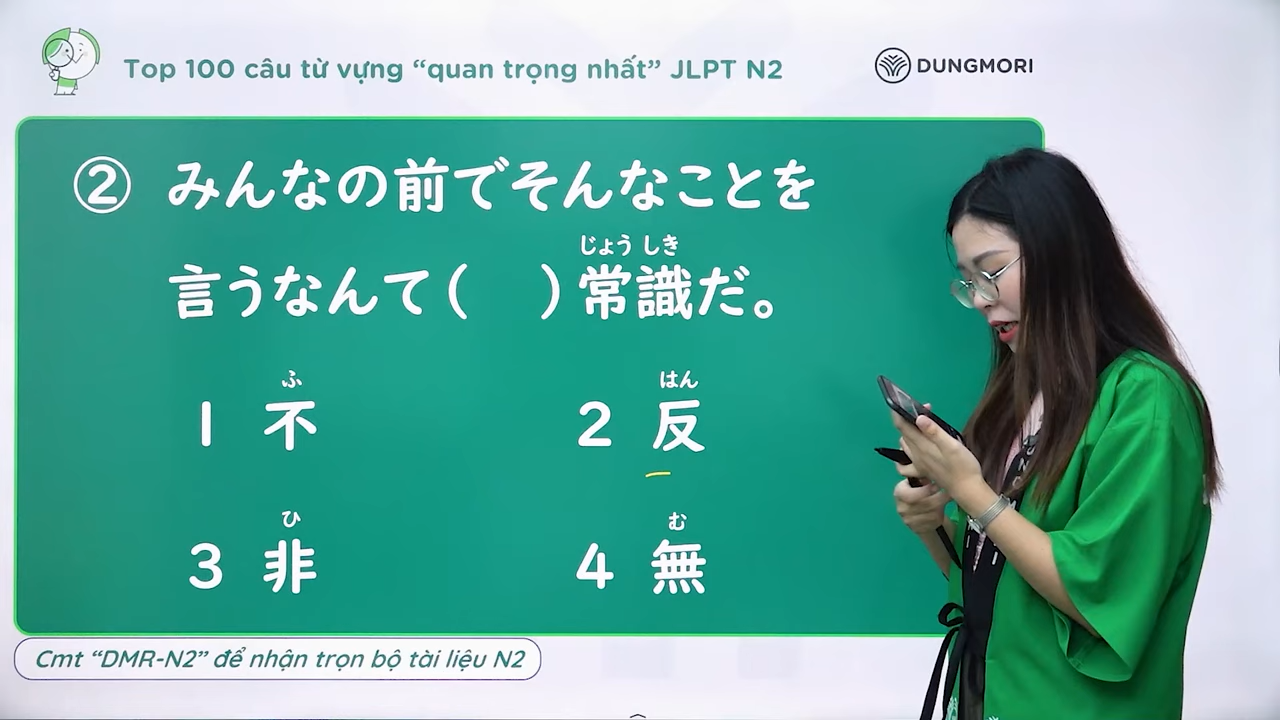 Top 100 câu từ vựng “quan trọng nhất” JLPT N2
DUNGMORI
② みんなの前でそんなことを
じょう しき
言うなんて( )常識だ。
ふ はん
1 不 2 反
ひ む
3 非 4 無
Cmt “DMR-N2” để nhận trọn bộ tài liệu N2